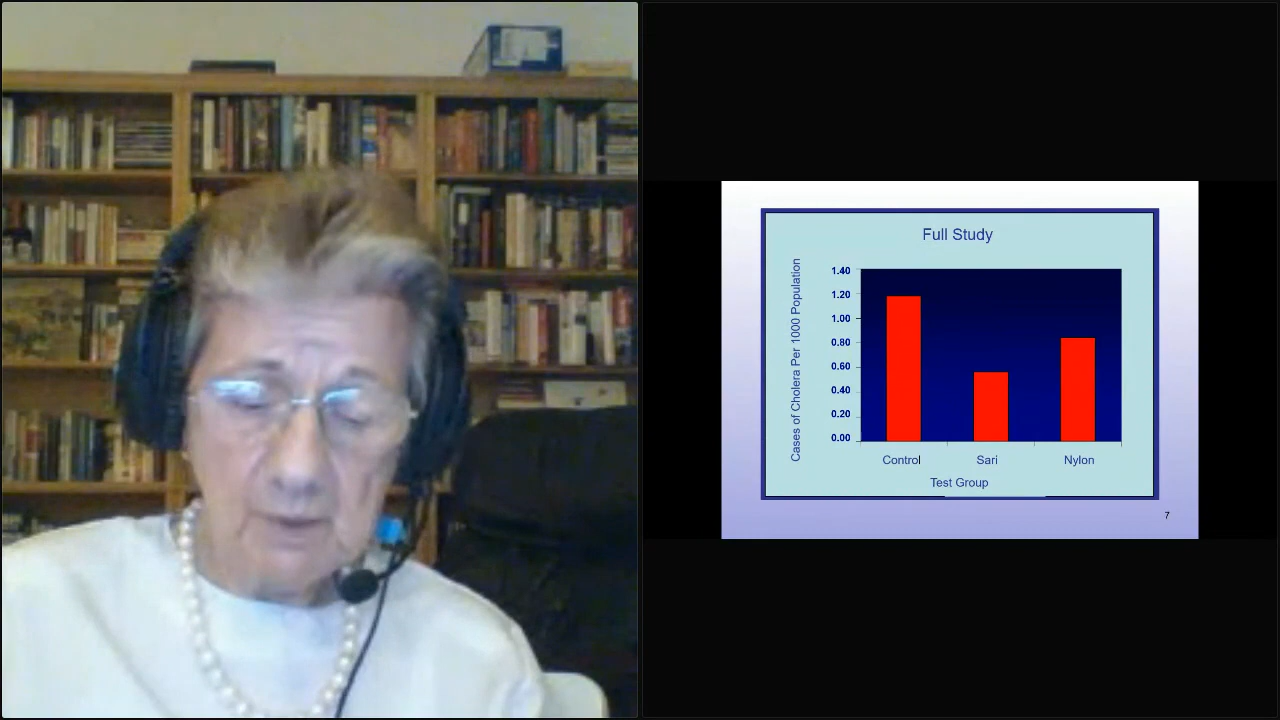 Full Study
Cases of Cholera Per 1000 Population
1.40
1.20
1.00
0.80
0.60
0.40
0.20
0.00
Control
Sari
Nylon
Test Group
7